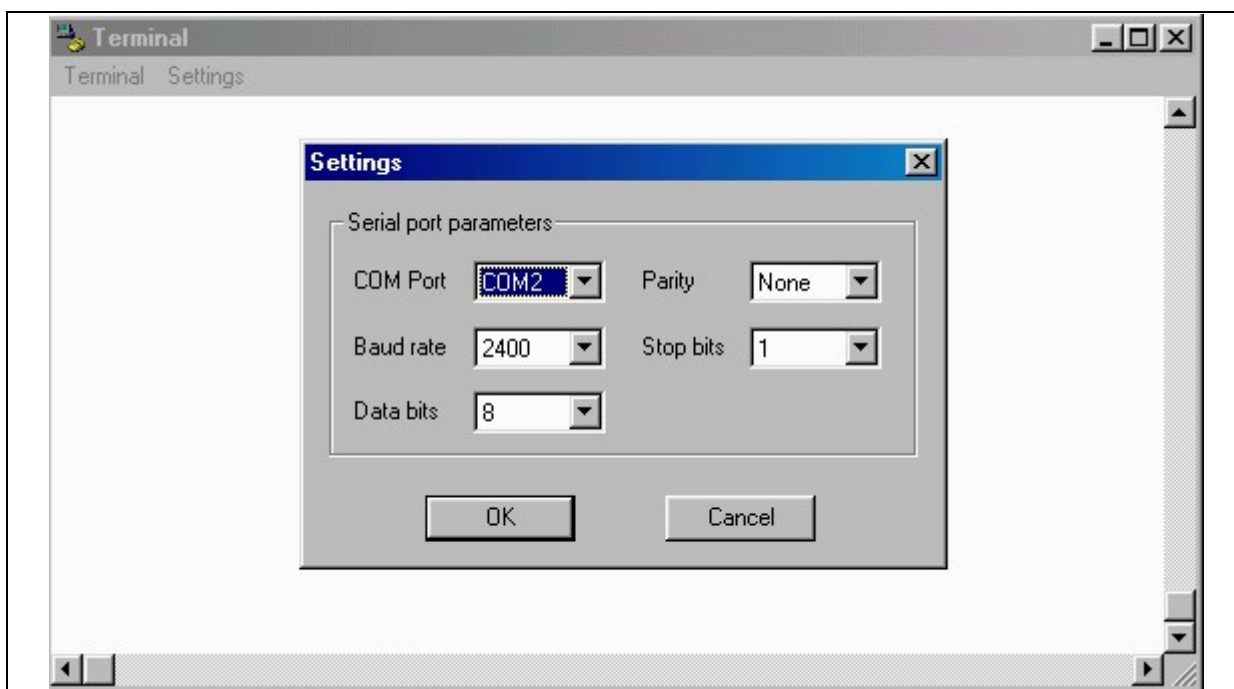 Terminal
Terminal Settings
Settings
Serial port parameters
COM Port COM2 Parity None
Baud rate 2400 Stop bits 1
Data bits 8
OK Cancel